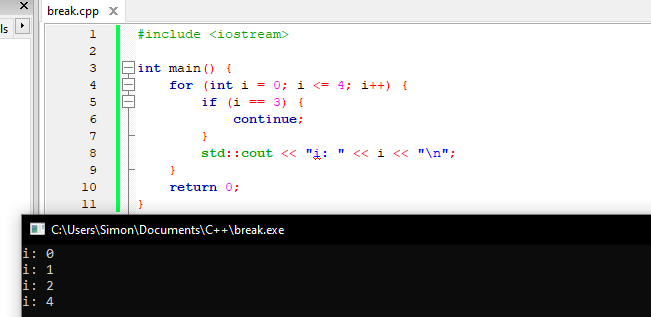 break.cpp
ls
1 #include <iostream>
2
3 int main() {
4 for (int i = 0; i <= 4; i++) {
5 if (i == 3) {
6 continue;
7 }
8 std::cout << "i: " << i << "\n";
9 }
10 return 0;
11 }
C:\Users\Simon\Documents\C++\break.exe
i: 0
i: 1
i: 2
i: 4